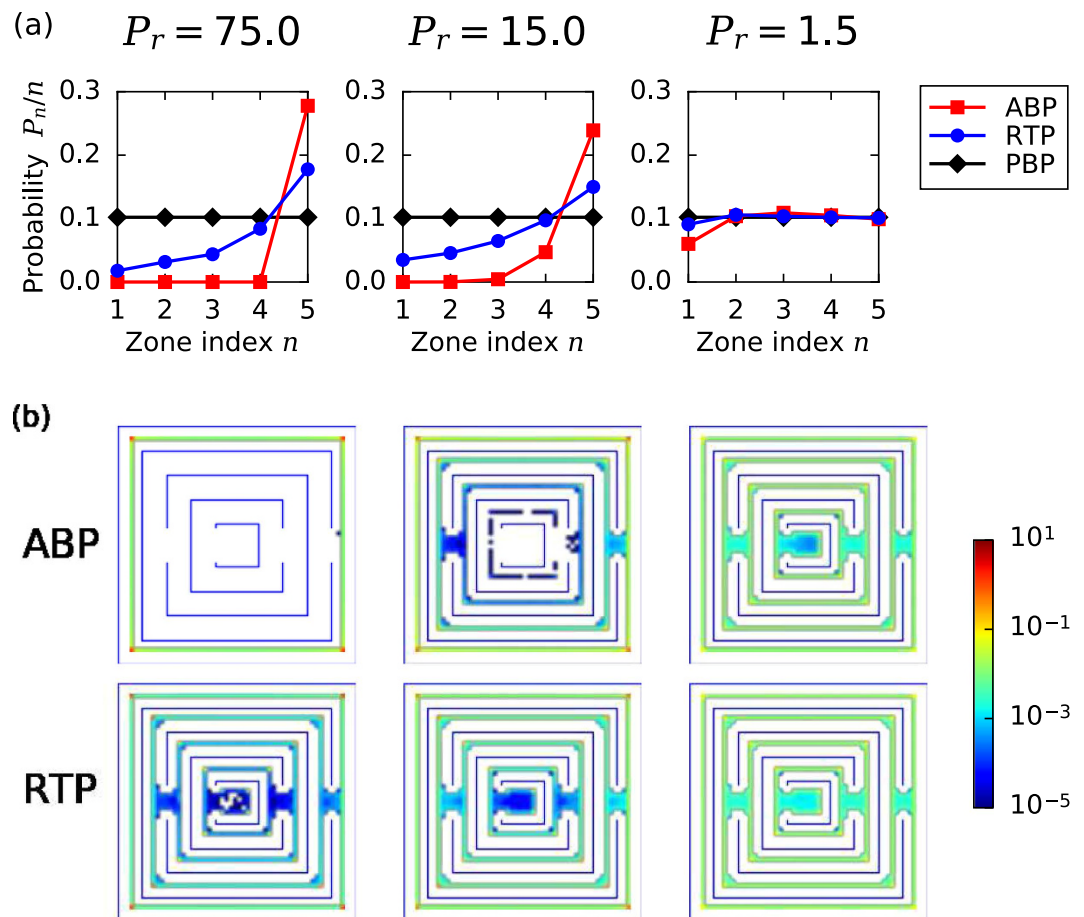 (a)
P_r = 75.0
P_r = 15.0
P_r = 1.5
Probability P_n/n
0.3
0.2
0.1
0.0
1 2 3 4 5
Zone index n
0.3
0.2
0.1
0.0
1 2 3 4 5
Zone index n
0.3
0.2
0.1
0.0
1 2 3 4 5
Zone index n
ABP
RTP
PBP
(b)
ABP
RTP
10^1
10^-1
10^-3
10^-5